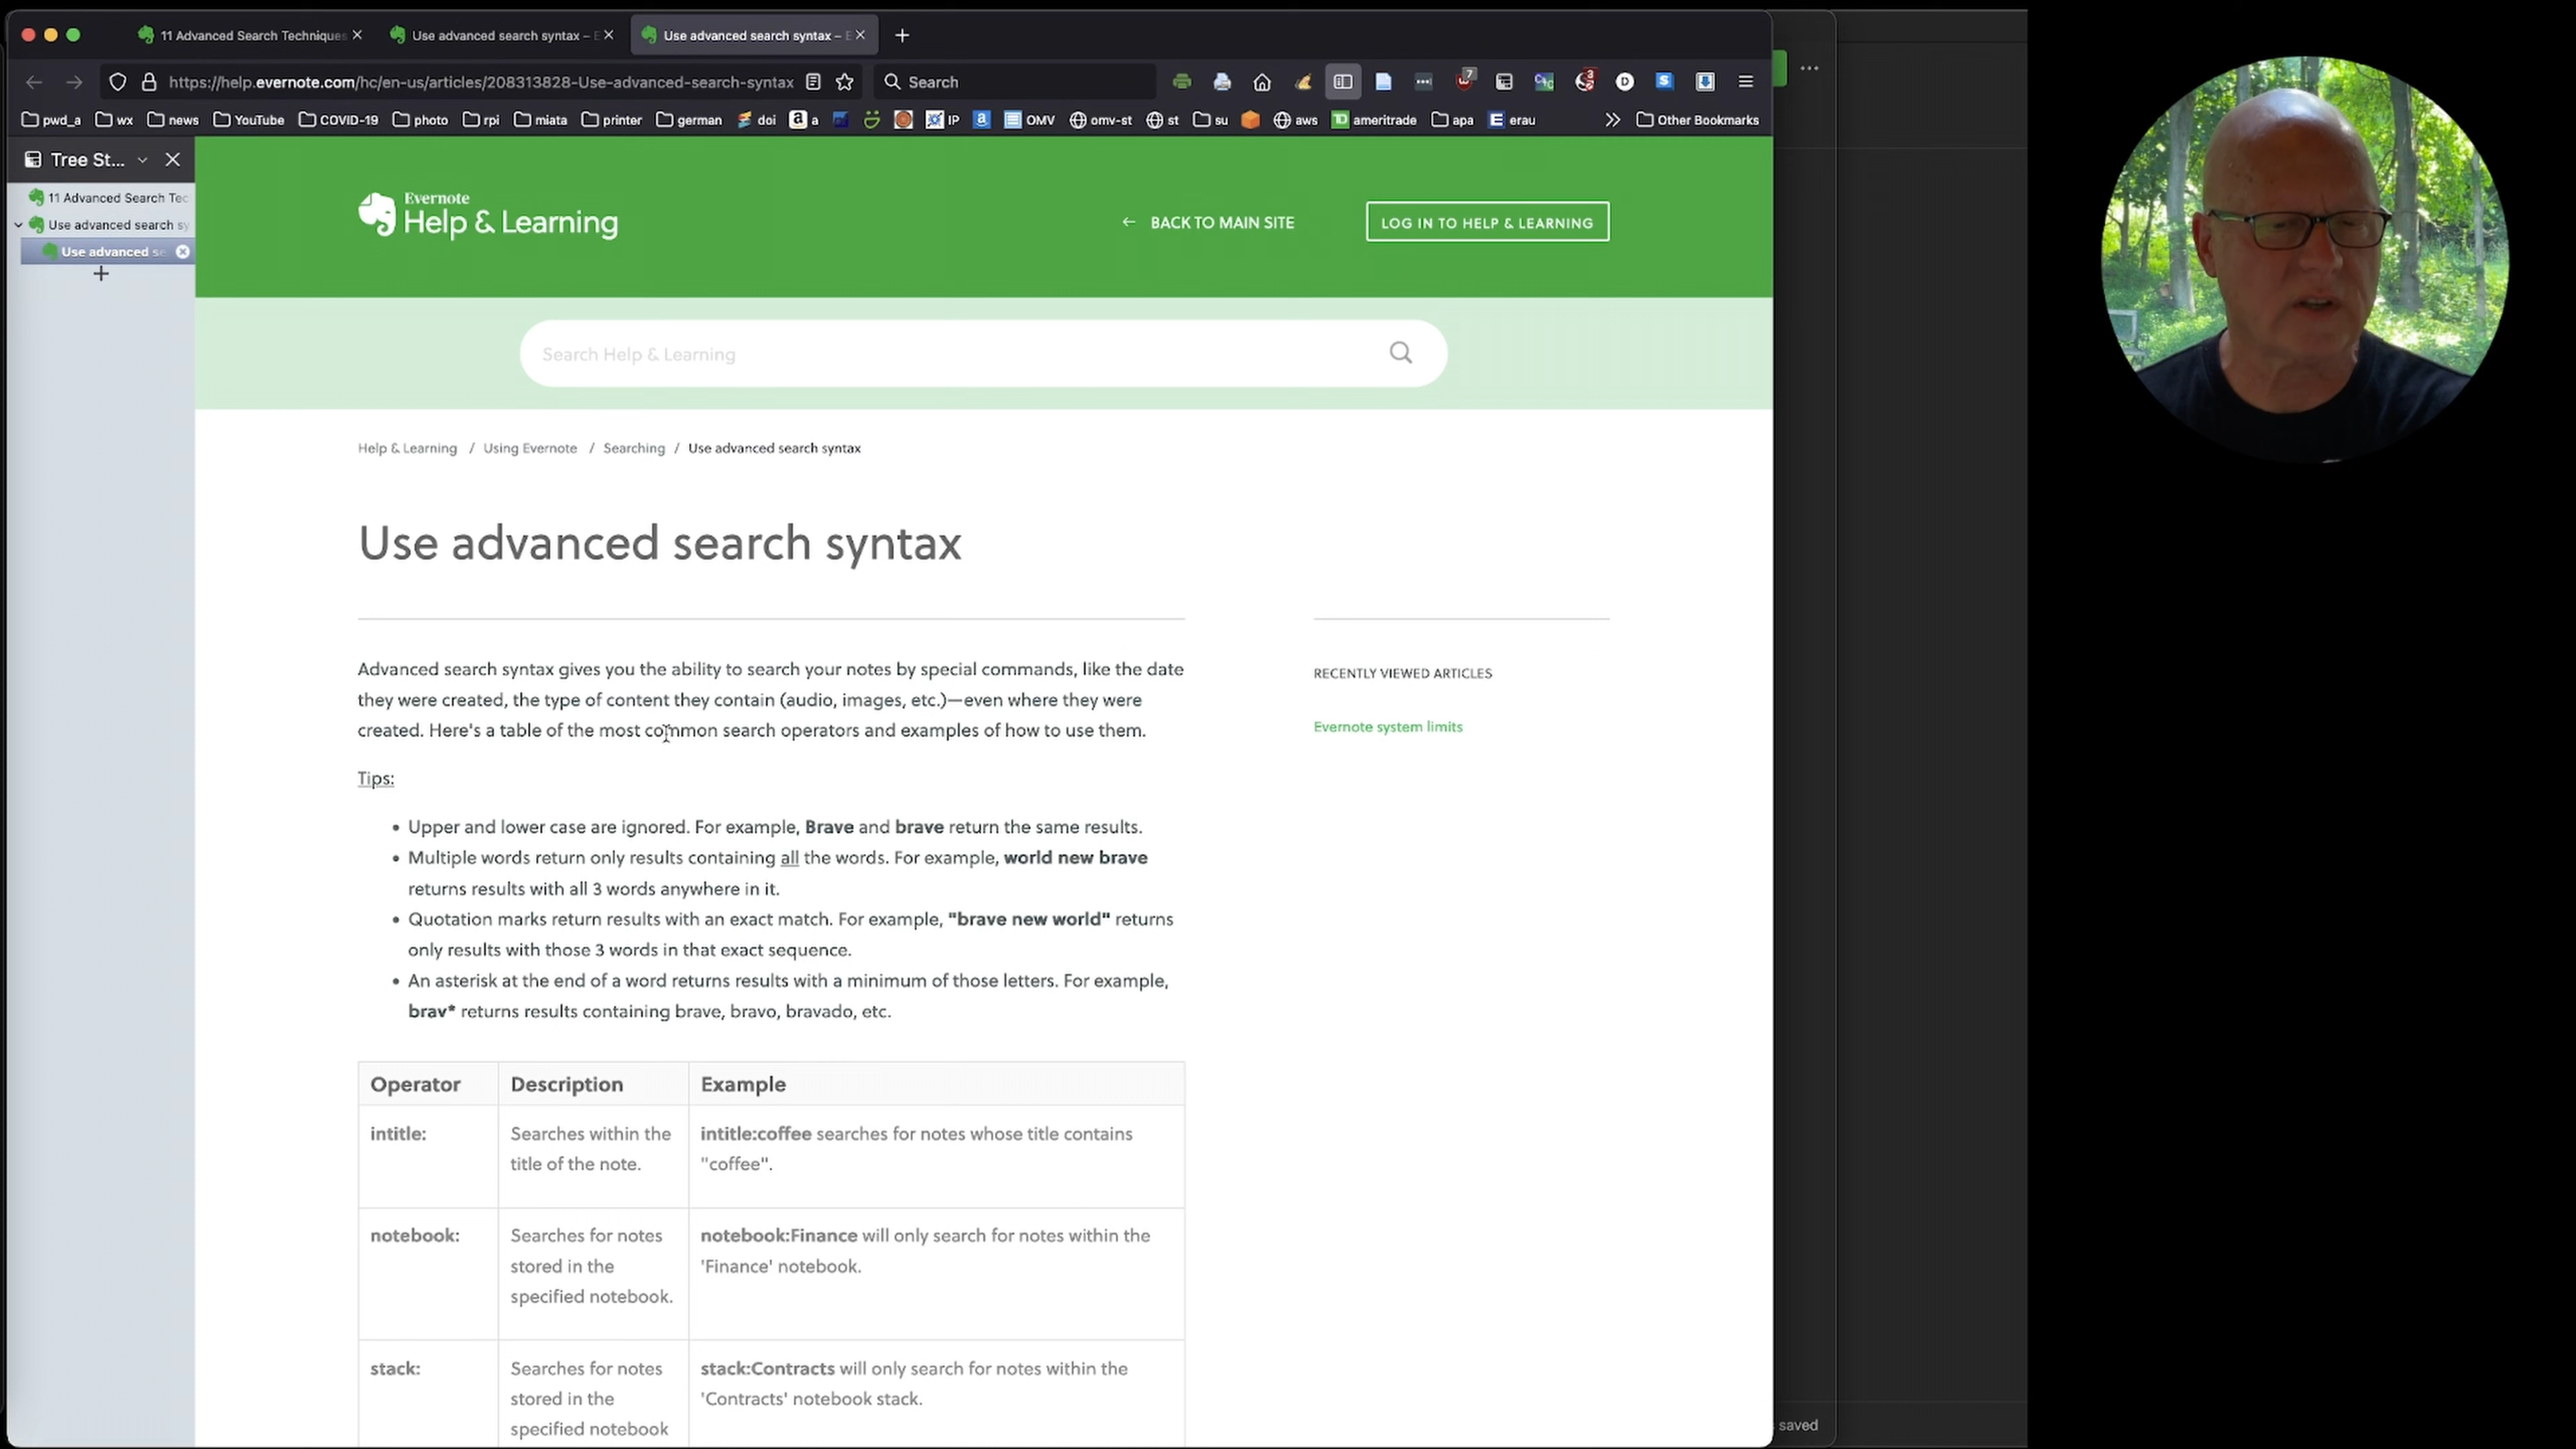 11 Advanced Search Techniques
Use advanced search syntax – E
Use advanced search syntax – E
https://help.evernote.com/hc/en-us/articles/208313828-Use-advanced-search-syntax
Search
7
3
pwd_a
wx
news
YouTube
COVID-19
photo
rpi
miata
printer
german
doi
a
IP
OMV
omv-st
st
su
aws
ameritrade
apa
erau
Other Bookmarks
Tree St...
11 Advanced Search Tec
Use advanced search sy
Use advanced se
Evernote
Help & Learning
← BACK TO MAIN SITE
LOG IN TO HELP & LEARNING
Search Help & Learning
Help & Learning / Using Evernote / Searching / Use advanced search syntax
Use advanced search syntax
Advanced search syntax gives you the ability to search your notes by special commands, like the date
they were created, the type of content they contain (audio, images, etc.)—even where they were
created. Here's a table of the most common search operators and examples of how to use them.
RECENTLY VIEWED ARTICLES
Evernote system limits
Tips:
• Upper and lower case are ignored. For example, Brave and brave return the same results.
• Multiple words return only results containing all the words. For example, world new brave
returns results with all 3 words anywhere in it.
• Quotation marks return results with an exact match. For example, "brave new world" returns
only results with those 3 words in that exact sequence.
• An asterisk at the end of a word returns results with a minimum of those letters. For example,
brav* returns results containing brave, bravo, bravado, etc.
Operator Description Example
intitle:
Searches within the
title of the note.
intitle:coffee searches for notes whose title contains
"coffee".
notebook:
Searches for notes
stored in the
specified notebook.
notebook:Finance will only search for notes within the
'Finance' notebook.
stack:
Searches for notes
stored in the
specified notebook
stack:Contracts will only search for notes within the
'Contracts' notebook stack.
saved